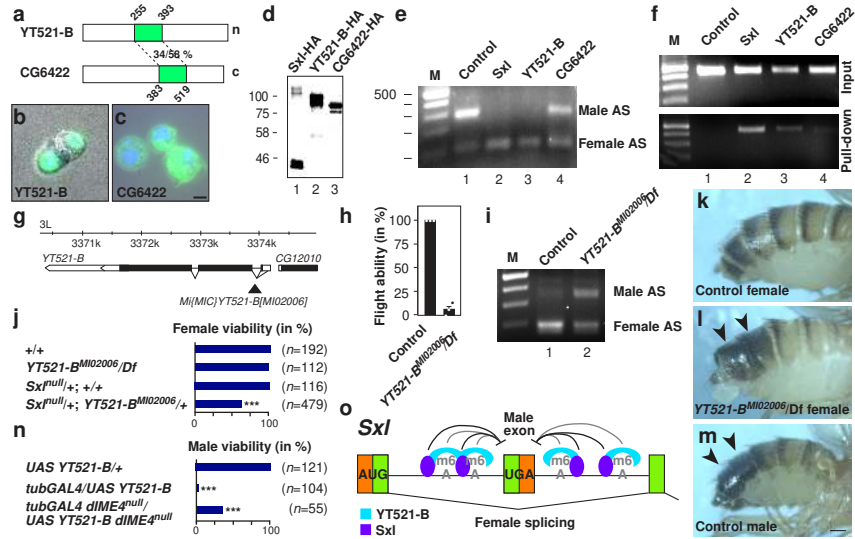 a
255 393
YT521-B n
34/58 %
CG6422 c
383 519
b
YT521-B
c
CG6422
d
Sxl-HA
YT521-B-HA
CG6422-HA
100
75
58
46
1 2 3
e
M Control Sxl YT521-B CG6422
500
Male AS
Female AS
1 2 3 4
f
M Control Sxl YT521-B CG6422
Input
Pull-down
1 2 3 4
g
3L
3371k 3372k 3373k 3374k
YT521-B CG12010
Mi{MIC}YT521-B[MI02006]
h
Flight ability (in %)
100
75
50
25
0
Control
YT521-B^MI02006/Df
i
M Control YT521-B^MI02006/Df
Male AS
Female AS
1 2
j
Female viability (in %)
+/+ (n=192)
YT521-B^MI02006/Df (n=112)
Sxl^null/+; +/+ (n=116)
Sxl^null/+; YT521-B^MI02006/+ *** (n=479)
0 100
k
Control female
l
YT521-B^MI02006/Df female
m
Control male
n
Male viability (in %)
UAS YT521-B/+ (n=121)
tubGAL4/UAS YT521-B *** (n=104)
tubGAL4 dIME4^null/
UAS YT521-B dIME4^null *** (n=55)
0 100
o
Sxl
Male
exon
m6 m6 m6 m6
A A A A
AUG UGA
Female splicing
YT521-B
Sxl